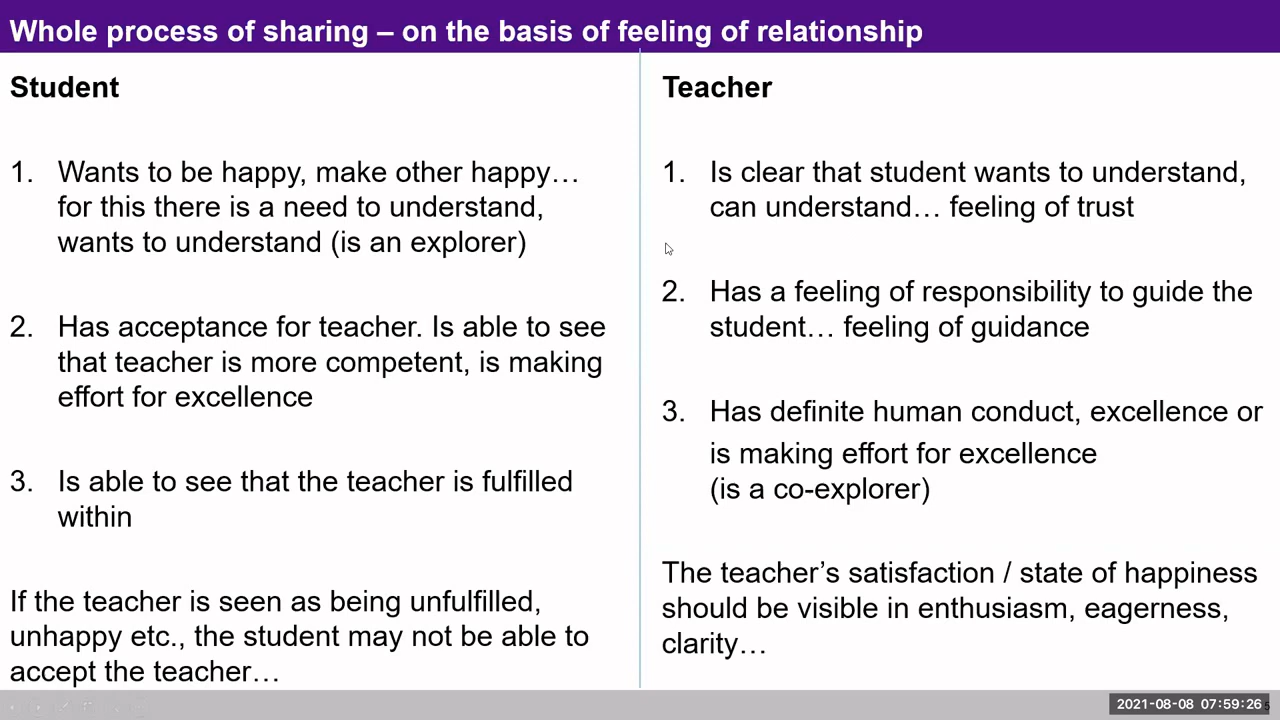 Whole process of sharing – on the basis of feeling of relationship
Student
1. Wants to be happy, make other happy…
for this there is a need to understand,
wants to understand (is an explorer)
2. Has acceptance for teacher. Is able to see
that teacher is more competent, is making
effort for excellence
3. Is able to see that the teacher is fulfilled
within
If the teacher is seen as being unfulfilled,
unhappy etc., the student may not be able to
accept the teacher…
Teacher
1. Is clear that student wants to understand,
can understand… feeling of trust
2. Has a feeling of responsibility to guide the
student… feeling of guidance
3. Has definite human conduct, excellence or
is making effort for excellence
(is a co-explorer)
The teacher’s satisfaction / state of happiness
should be visible in enthusiasm, eagerness,
clarity…
2021-08-08 07:59:26
5